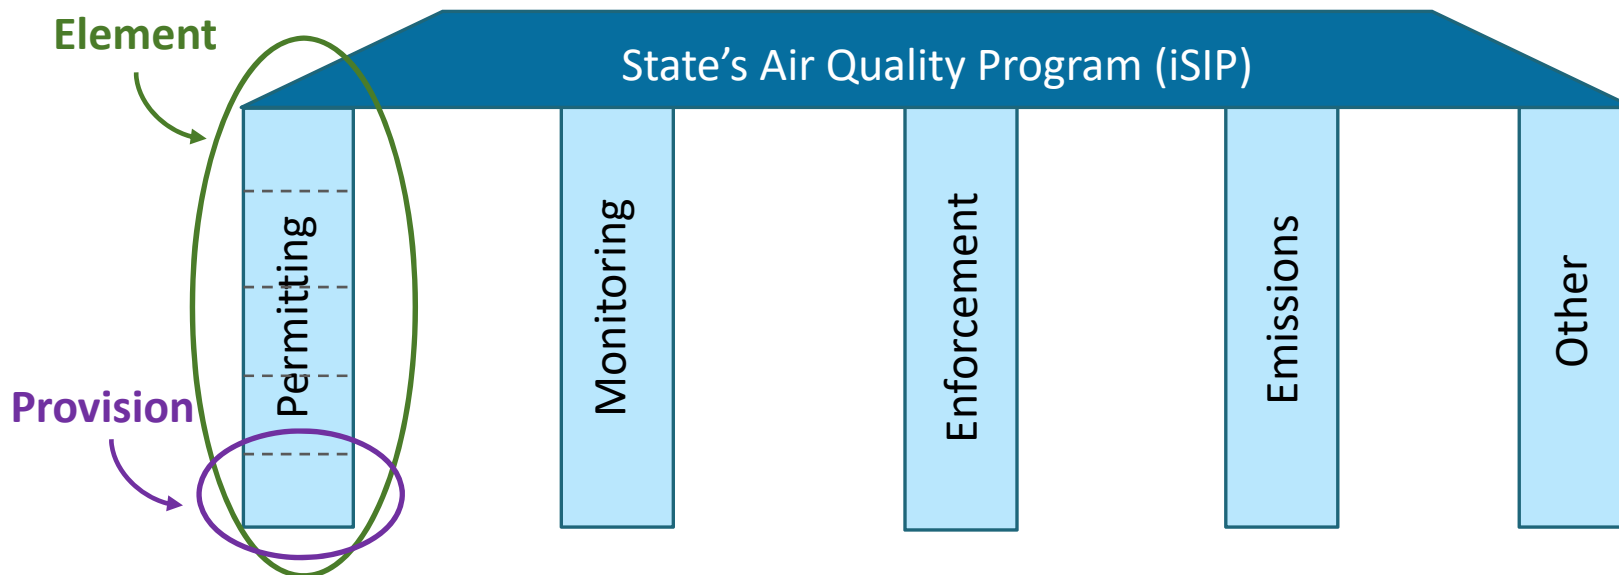 Element
State’s Air Quality Program (iSIP)
Permitting
Monitoring
Enforcement
Emissions
Other
Provision